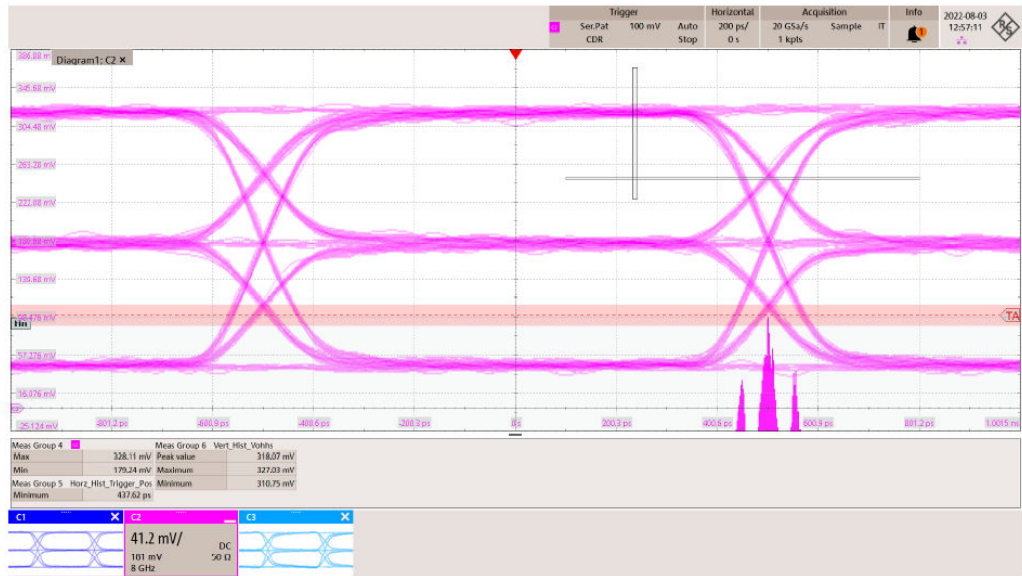 Trigger Horizontal Acquisition Info 2022-08-03
Ser.Pat 100 mV Auto 200 ps/ 20 GSa/s Sample IT 12:57:11
CDR Stop 0 s 1 kpts
1
R&S
Diagram1: C2 ×
345.68 mV
304.48 mV
222.08 mV
139.68 mV
TA
57.276 mV
16.076 mV
-25.124 mV -801.2 ps -600.9 ps -400.6 ps -200.3 ps 0 s 200.3 ps 400.6 ps 600.9 ps 801.2 ps 1.0015 ns
Meas Group 4 Meas Group 6 Vert_Hist_Vohhs
Max 328.11 mV Peak value 318.07 mV
Min 179.24 mV Maximum 327.03 mV
Meas Group 5 Horz_Hist_Trigger_Pos Minimum 310.75 mV
Minimum 437.62 ps
C1 C2 C3
41.2 mV/
DC
101 mV 50 Ω
8 GHz